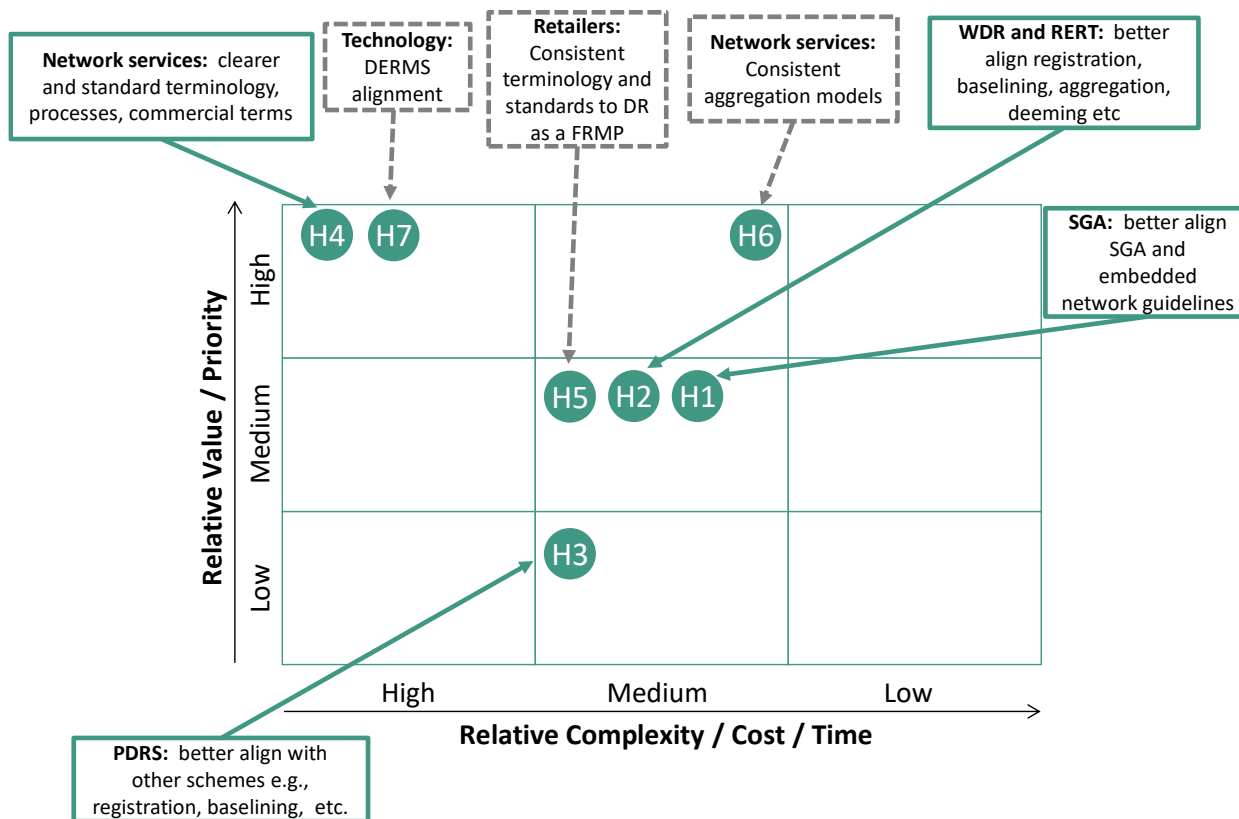 Network services: clearer
and standard terminology,
processes, commercial terms
Technology:
DERMS
alignment
Retailers:
Consistent
terminology and
standards to DR
as a FRMP
Network services:
Consistent
aggregation models
WDR and RERT: better
align registration,
baselining, aggregation,
deeming etc
SGA: better align
SGA and
embedded
network guidelines
Relative Value / Priority
High
Medium
Low
H4
H7
H6
H5
H2
H1
H3
High
Medium
Low
Relative Complexity / Cost / Time
PDRS: better align with
other schemes e.g.,
registration, baselining, etc.